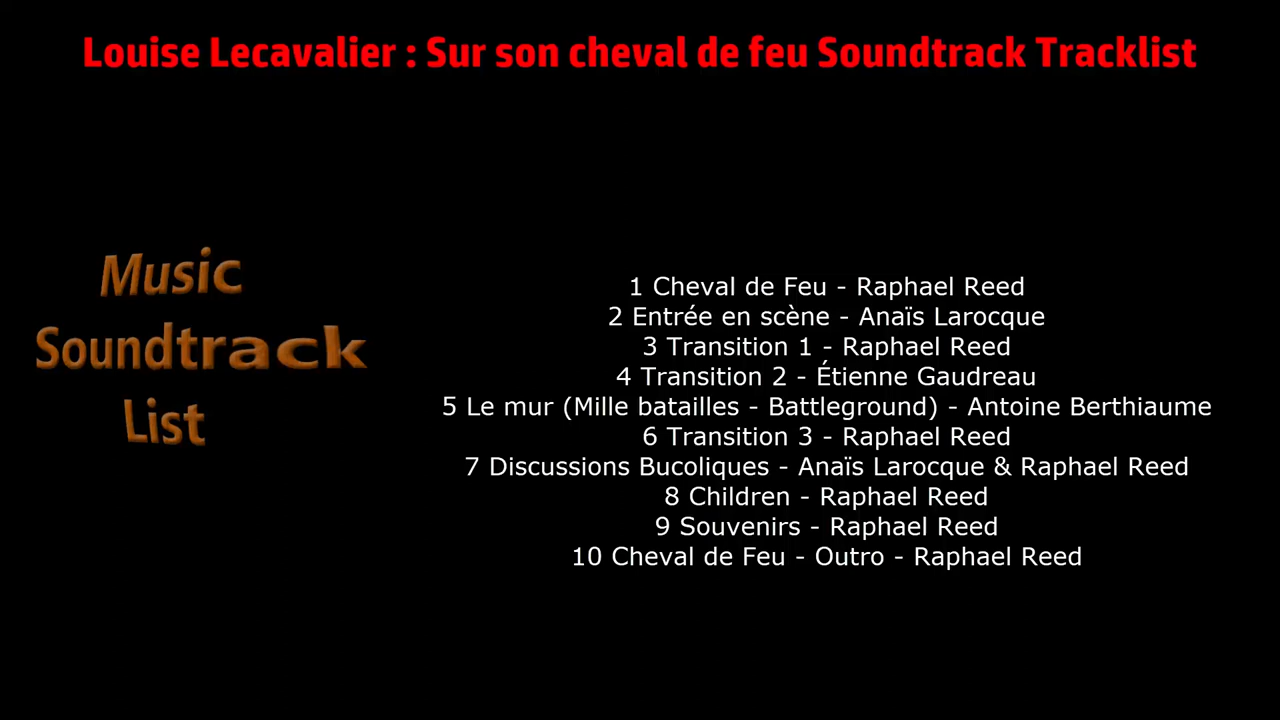 Louise Lecavalier : Sur son cheval de feu Soundtrack Tracklist
Music
Soundtrack
List
1 Cheval de Feu - Raphael Reed
2 Entrée en scène - Anaïs Larocque
3 Transition 1 - Raphael Reed
4 Transition 2 - Étienne Gaudreau
5 Le mur (Mille batailles - Battleground) - Antoine Berthiaume
6 Transition 3 - Raphael Reed
7 Discussions Bucoliques - Anaïs Larocque & Raphael Reed
8 Children - Raphael Reed
9 Souvenirs - Raphael Reed
10 Cheval de Feu - Outro - Raphael Reed